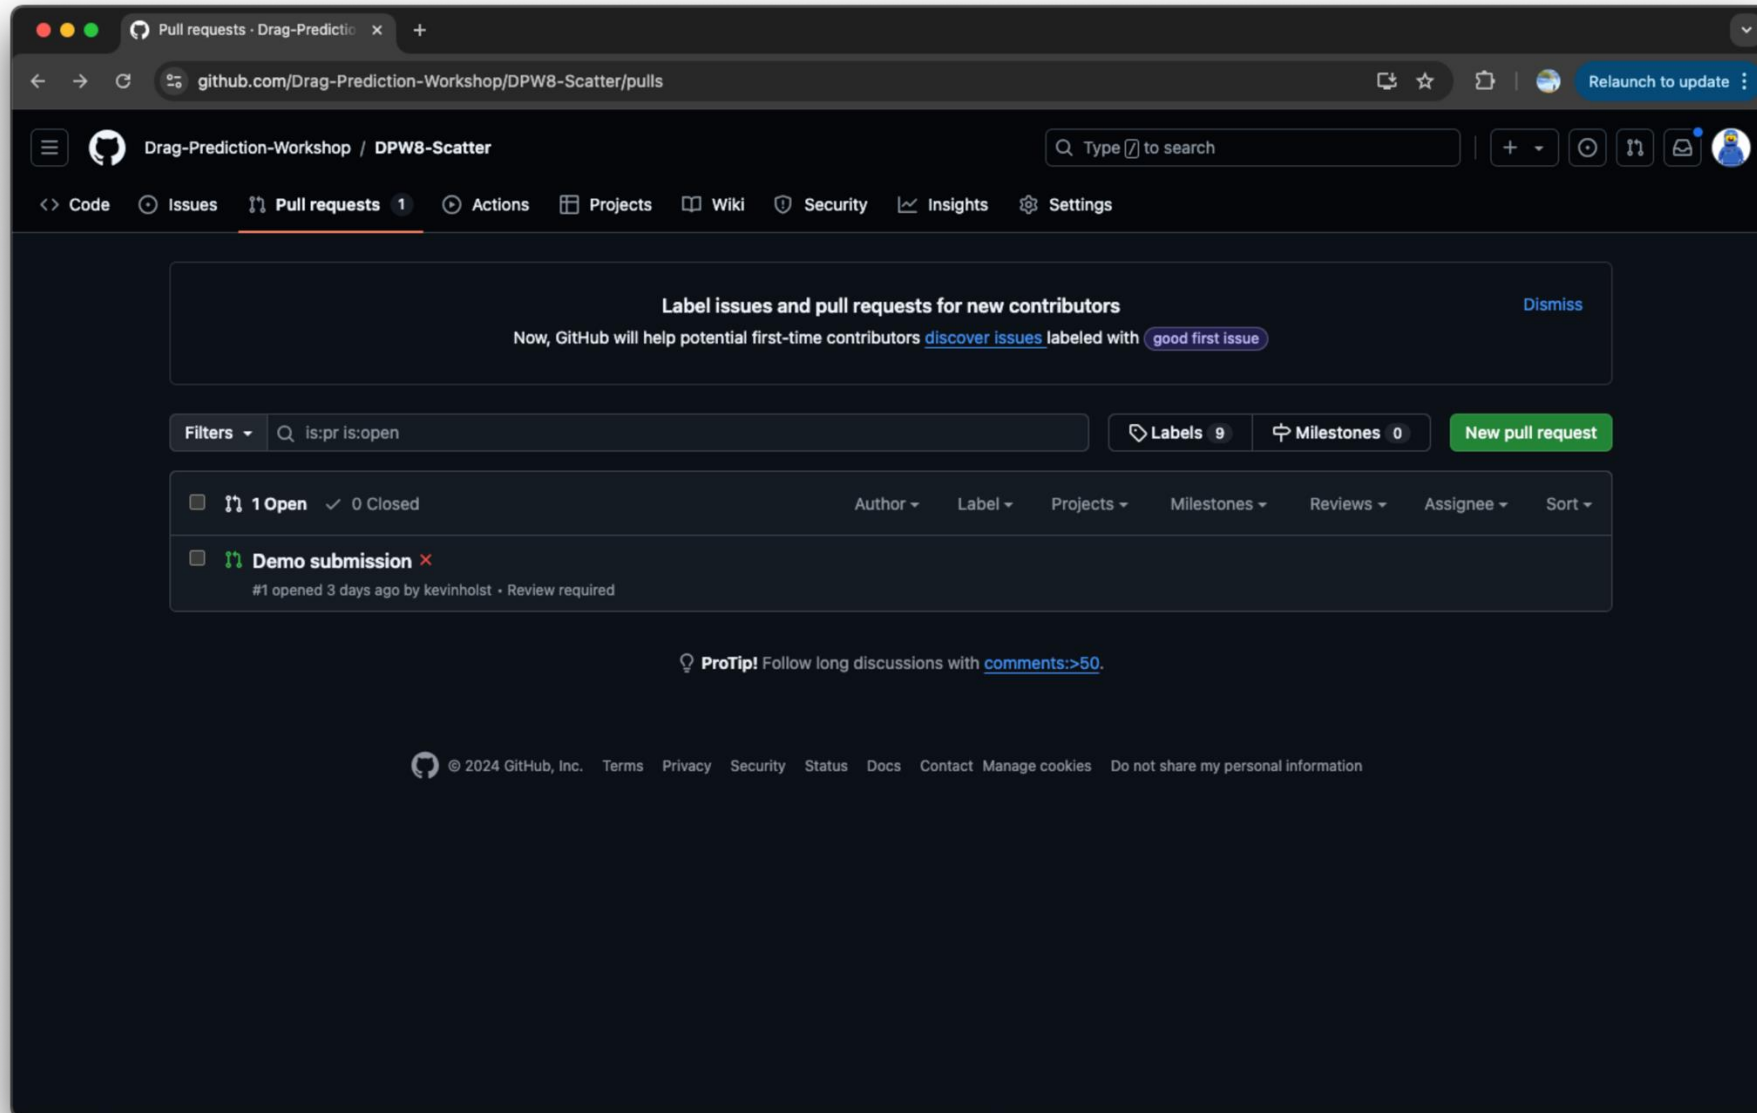 Pull requests · Drag-Predictio
github.com/Drag-Prediction-Workshop/DPW8-Scatter/pulls
Relaunch to update
Drag-Prediction-Workshop / DPW8-Scatter
Type / to search
Code Issues Pull requests 1 Actions Projects Wiki Security Insights Settings
Label issues and pull requests for new contributors
Dismiss
Now, GitHub will help potential first-time contributors discover issues labeled with good first issue
Filters is:pr is:open Labels 9 Milestones 0 New pull request
1 Open 0 Closed Author Label Projects Milestones Reviews Assignee Sort
Demo submission
#1 opened 3 days ago by kevinholst • Review required
ProTip! Follow long discussions with comments:>50.
© 2024 GitHub, Inc. Terms Privacy Security Status Docs Contact Manage cookies Do not share my personal information